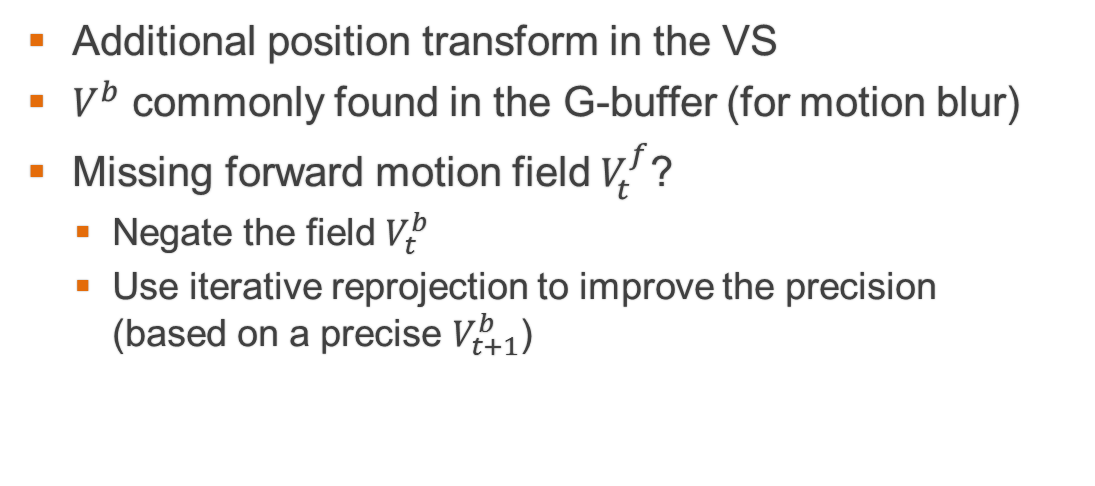 ▪ Additional position transform in the VS
▪ V^b commonly found in the G-buffer (for motion blur)
▪ Missing forward motion field V_t^f?
▪ Negate the field V_t^b
▪ Use iterative reprojection to improve the precision
(based on a precise V_{t+1}^b)